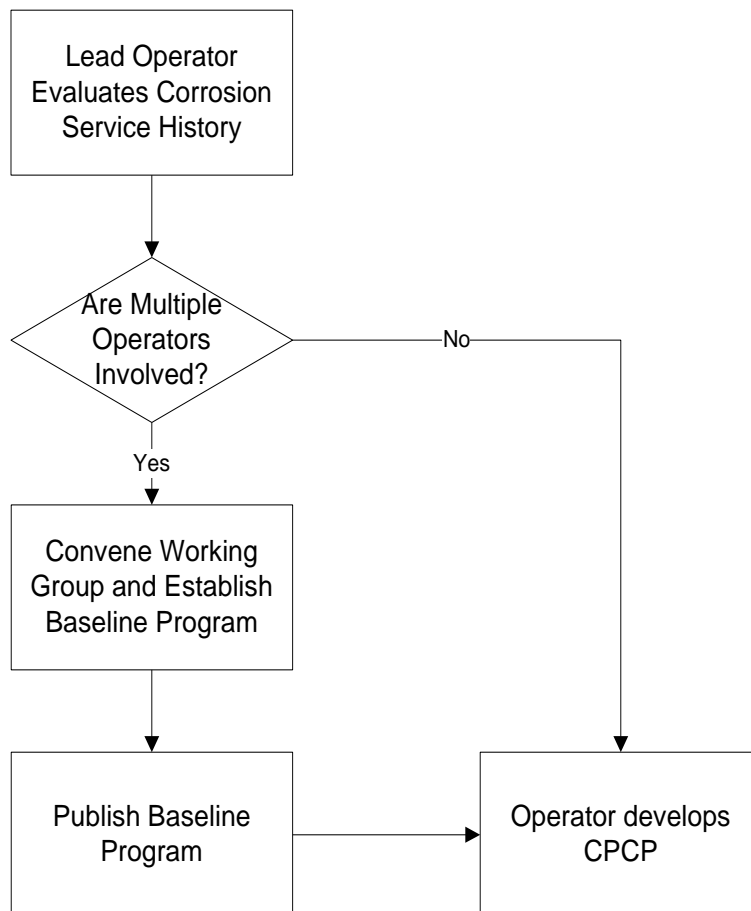 Lead Operator
Evaluates Corrosion
Service History
Are Multiple
Operators
Involved?
No
Yes
Convene Working
Group and Establish
Baseline Program
Publish Baseline
Program
Operator develops
CPCP